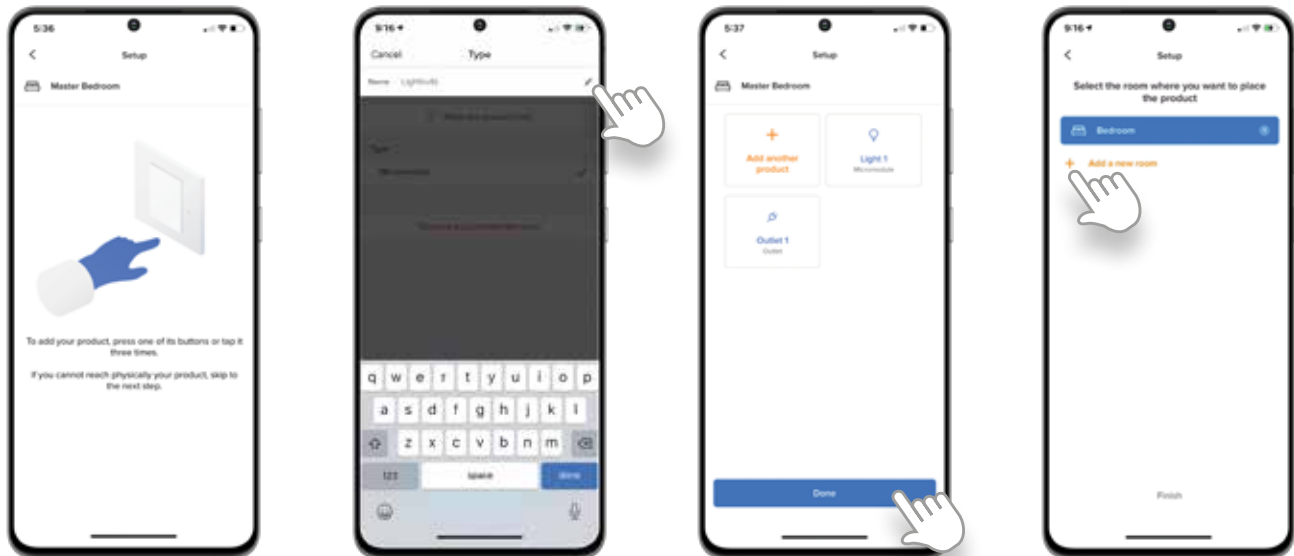 5:36
Setup
Master Bedroom
To add your product, press one of its buttons or tap it
three times.
If you cannot reach physically your product, skip to
the next step.
9:16
Cancel
Type
Name
Lightbulb
Type
q w e r t y u i o p
a s d f g h j k l
z x c v b n m
123
space
done
5:37
Setup
Master Bedroom
Add another
product
Light 1
Micromodule
Outlet 1
Outlet
Done
9:16
Setup
Select the room where you want to place
the product
Bedroom
Add a new room
Finish